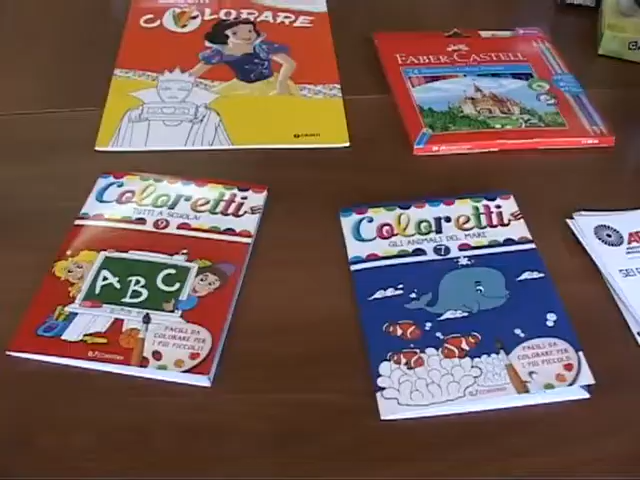 COLORARE
FABER-CASTELL
Coloretti
TUTTI A SCUOLA!
9
ABC
FACILI DA
COLORARE PER
I PIÙ PICCOLI
Coloretti
GLI ANIMALI DEL MARE
7
FACILI DA
COLORARE PER
I PIÙ PICCOLI